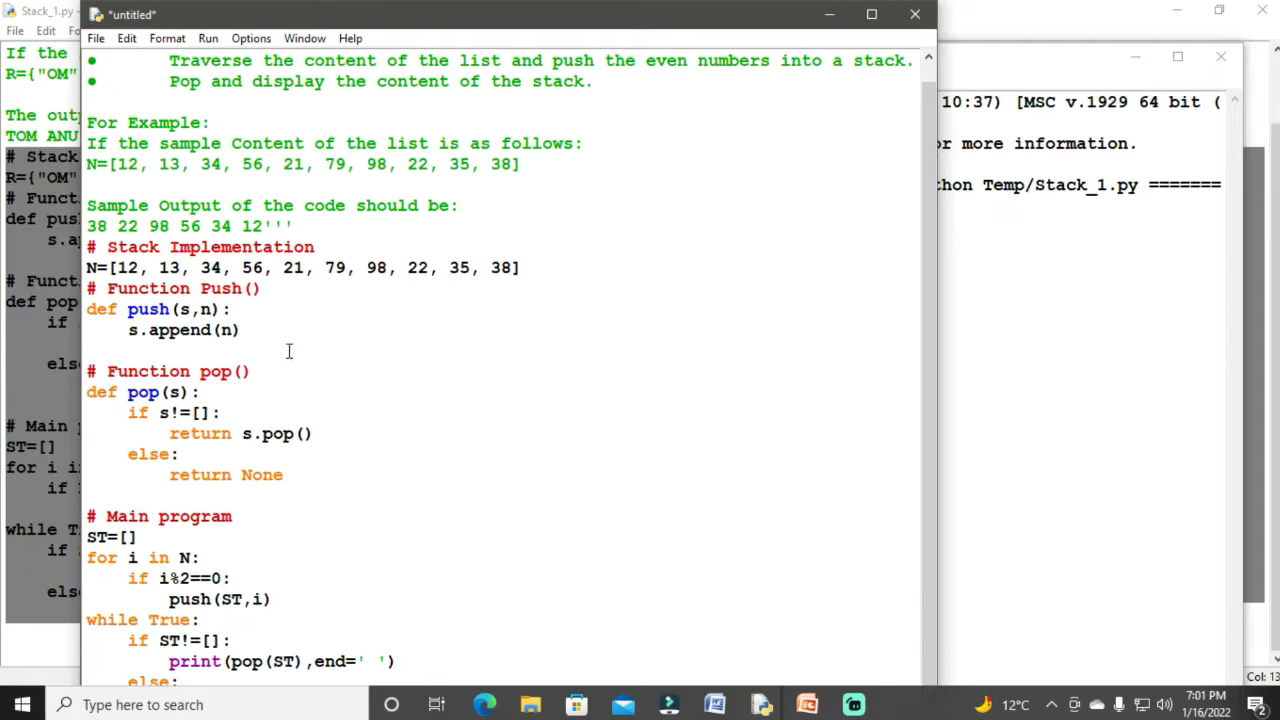 Stack_1.py
File Ed
If the
R={"OM"
The outp
TOM ANU
# Stack
R={"OM"
# Funct
def pus
s.ap
# Funct
def pop
if
else
# Main
ST=[]
for i i
if
while T
if
else
*untitled*
File Edit Format Run Options Window Help
• Traverse the content of the list and push the even numbers into a stack.
• Pop and display the content of the stack.
For Example:
If the sample Content of the list is as follows:
N=[12, 13, 34, 56, 21, 79, 98, 22, 35, 38]
Sample Output of the code should be:
38 22 98 56 34 12'''
# Stack Implementation
N=[12, 13, 34, 56, 21, 79, 98, 22, 35, 38]
# Function Push()
def push(s,n):
s.append(n)
# Function pop()
def pop(s):
if s!=[]:
return s.pop()
else:
return None
# Main program
ST=[]
for i in N:
if i%2==0:
push(ST,i)
while True:
if ST!=[]:
print(pop(ST),end=' ')
else:
10:37) [MSC v.1929 64 bit (
or more information.
thon Temp/Stack_1.py =======
Col: 13
Type here to search
12°C
7:01 PM
1/16/2022
2